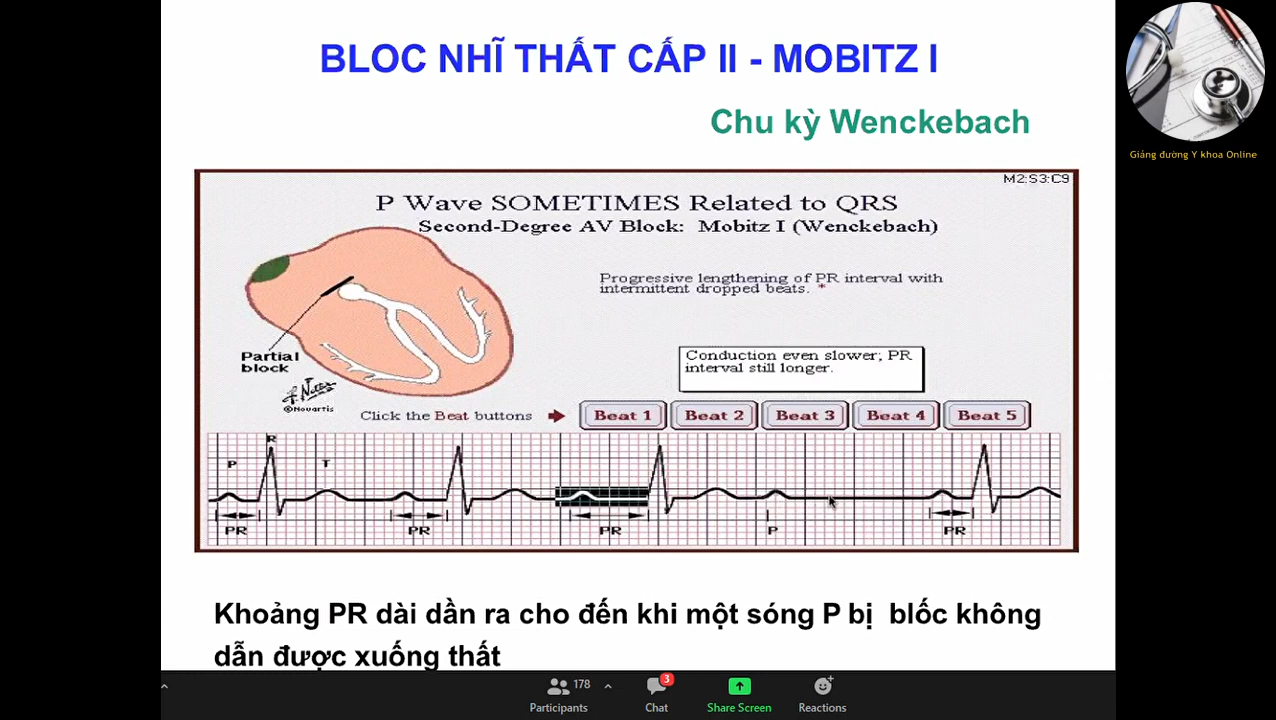 BLOC NHĨ THẤT CẤP II - MOBITZ I
Chu kỳ Wenckebach
Giảng đường Y khoa Online
M2:S3:C9
P Wave SOMETIMES Related to QRS
Second-Degree AV Block: Mobitz I (Wenckebach)
Progressive lengthening of PR interval with
intermittent dropped beats. *
Partial
block
©Novartis
Conduction even slower; PR
interval still longer.
Click the Beat buttons
Beat 1 Beat 2 Beat 3 Beat 4 Beat 5
R
P T
PR PR PR P PR
Khoảng PR dài dần ra cho đến khi một sóng P bị blốc không
dẫn được xuống thất
178
3
Participants Chat Share Screen Reactions